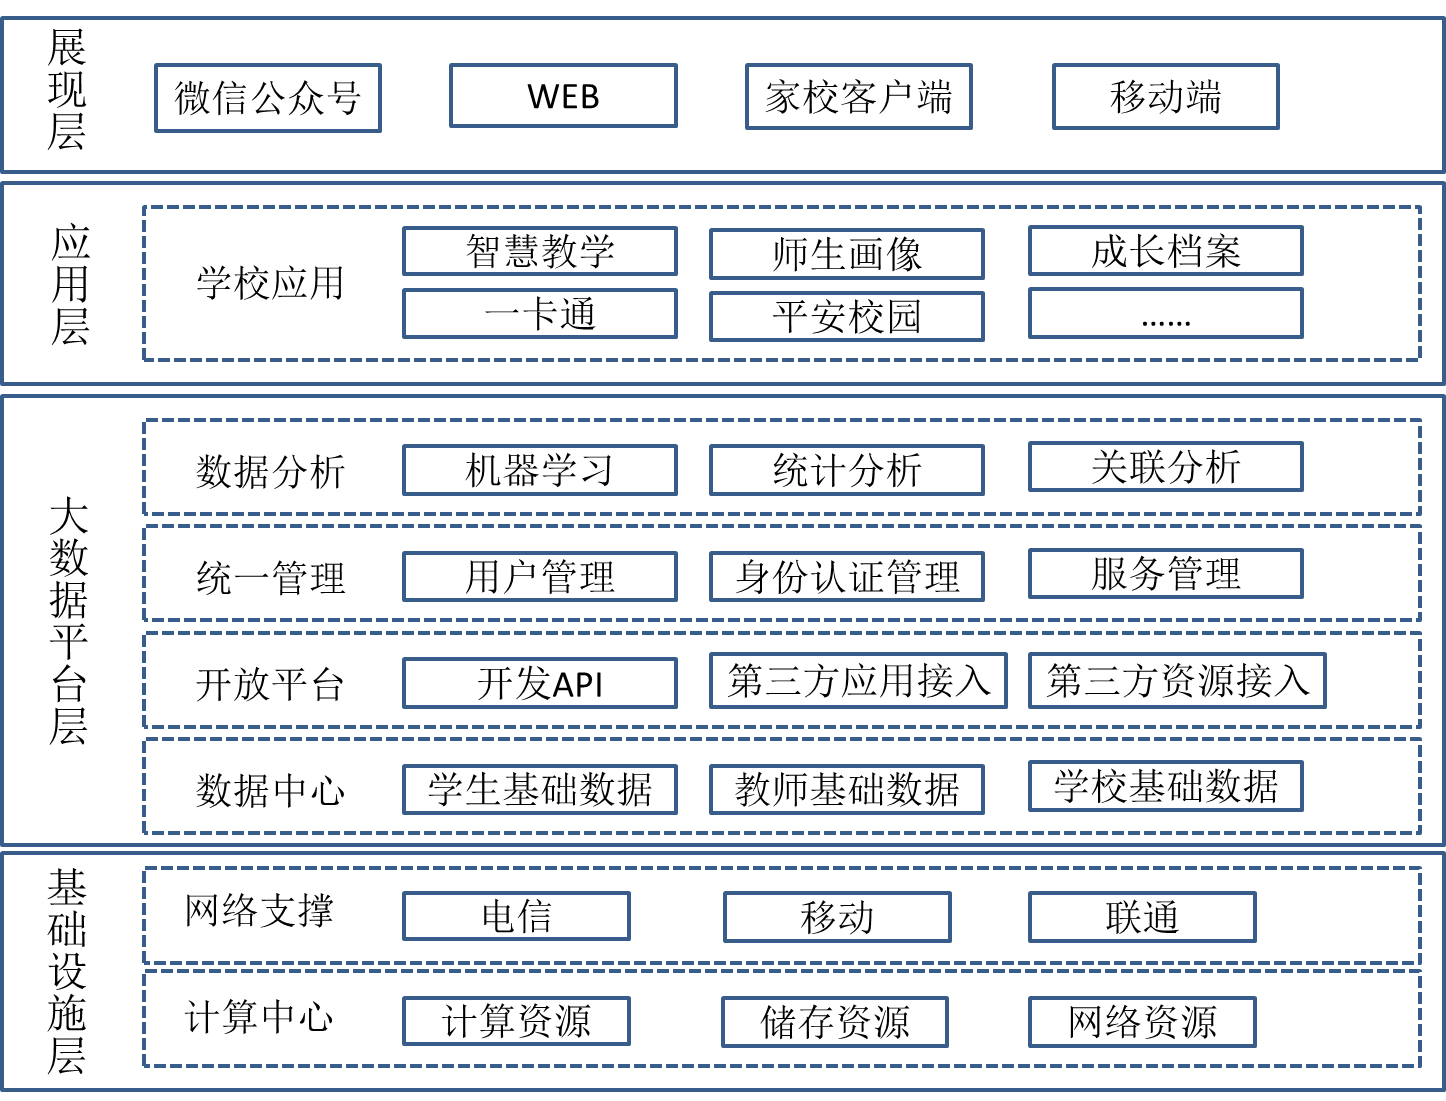 展现层
微信公众号
WEB
家校客户端
移动端
应用层
学校应用
智慧教学
师生画像
成长档案
一卡通
平安校园
……
大数据平台层
数据分析
机器学习
统计分析
关联分析
统一管理
用户管理
身份认证管理
服务管理
开放平台
开发API
第三方应用接入
第三方资源接入
数据中心
学生基础数据
教师基础数据
学校基础数据
基础设施层
网络支撑
电信
移动
联通
计算中心
计算资源
储存资源
网络资源